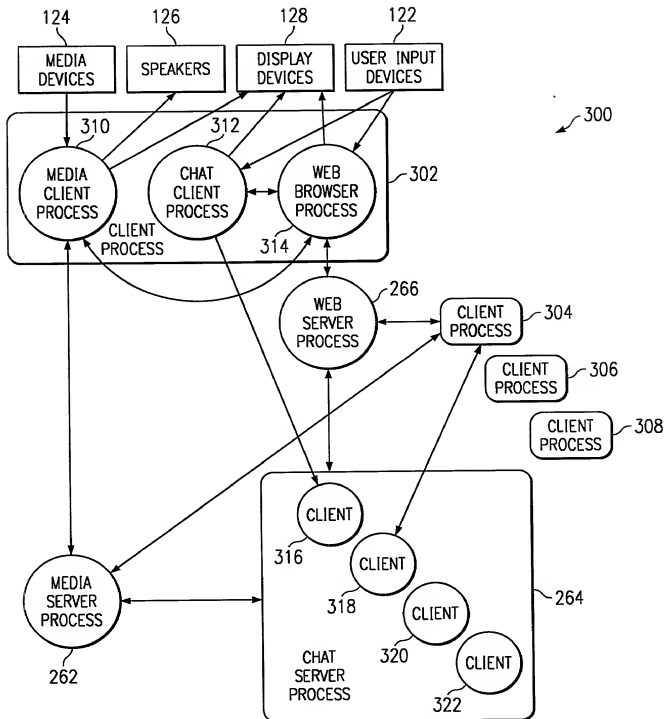 124
126
128
122
MEDIA
DEVICES
SPEAKERS
DISPLAY
DEVICES
USER INPUT
DEVICES
300
310
312
302
MEDIA
CLIENT
PROCESS
CHAT
CLIENT
PROCESS
WEB
BROWSER
PROCESS
CLIENT
PROCESS
314
266
WEB
SERVER
PROCESS
CLIENT
PROCESS
304
CLIENT
PROCESS
306
CLIENT
PROCESS
308
CLIENT
316
CLIENT
318
MEDIA
SERVER
PROCESS
262
264
CLIENT
320
CLIENT
322
CHAT
SERVER
PROCESS